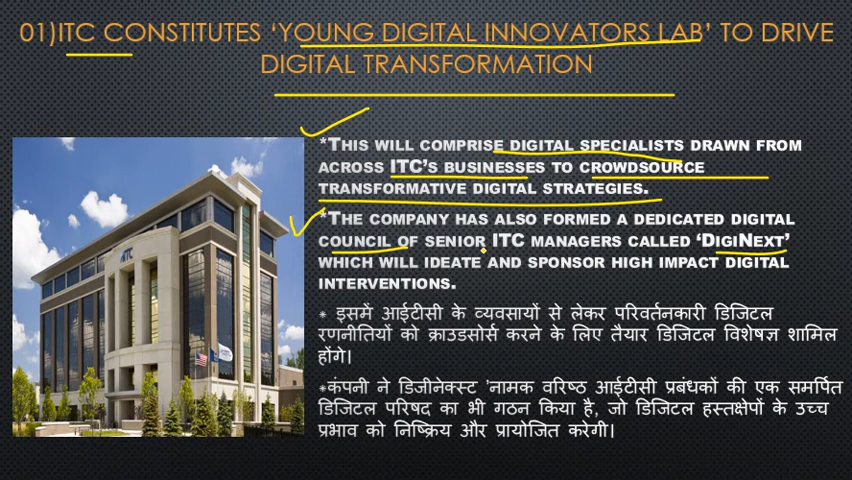 01)ITC CONSTITUTES ‘YOUNG DIGITAL INNOVATORS LAB’ TO DRIVE
DIGITAL TRANSFORMATION
*THIS WILL COMPRISE DIGITAL SPECIALISTS DRAWN FROM
ACROSS ITC’S BUSINESSES TO CROWDSOURCE
TRANSFORMATIVE DIGITAL STRATEGIES.
*THE COMPANY HAS ALSO FORMED A DEDICATED DIGITAL
COUNCIL OF SENIOR ITC MANAGERS CALLED ‘DIGINEXT’
WHICH WILL IDEATE AND SPONSOR HIGH IMPACT DIGITAL
INTERVENTIONS.
* इसमें आईटीसी के व्यवसायों से लेकर परिवर्तनकारी डिजिटल
रणनीतियों को क्राउडसोर्स करने के लिए तैयार डिजिटल विशेषज्ञ शामिल
होंगे।
*कंपनी ने डिजीनेक्स्ट 'नामक वरिष्ठ आईटीसी प्रबंधकों की एक समर्पित
डिजिटल परिषद का भी गठन किया है, जो डिजिटल हस्तक्षेपों के उच्च
प्रभाव को निष्क्रिय और प्रायोजित करेगी।
ITC